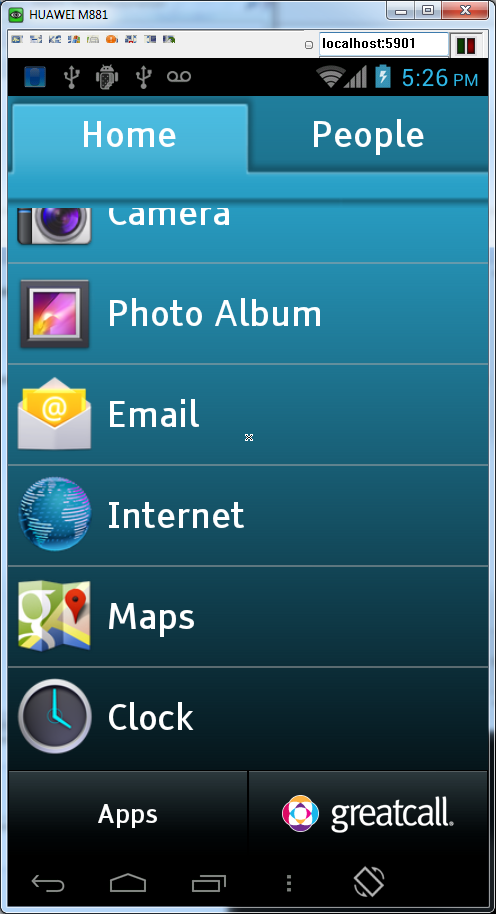 HUAWEI M881
localhost:5901
5:26 PM
Home
People
Camera
Photo Album
Email
Internet
Maps
Clock
Apps
greatcall®